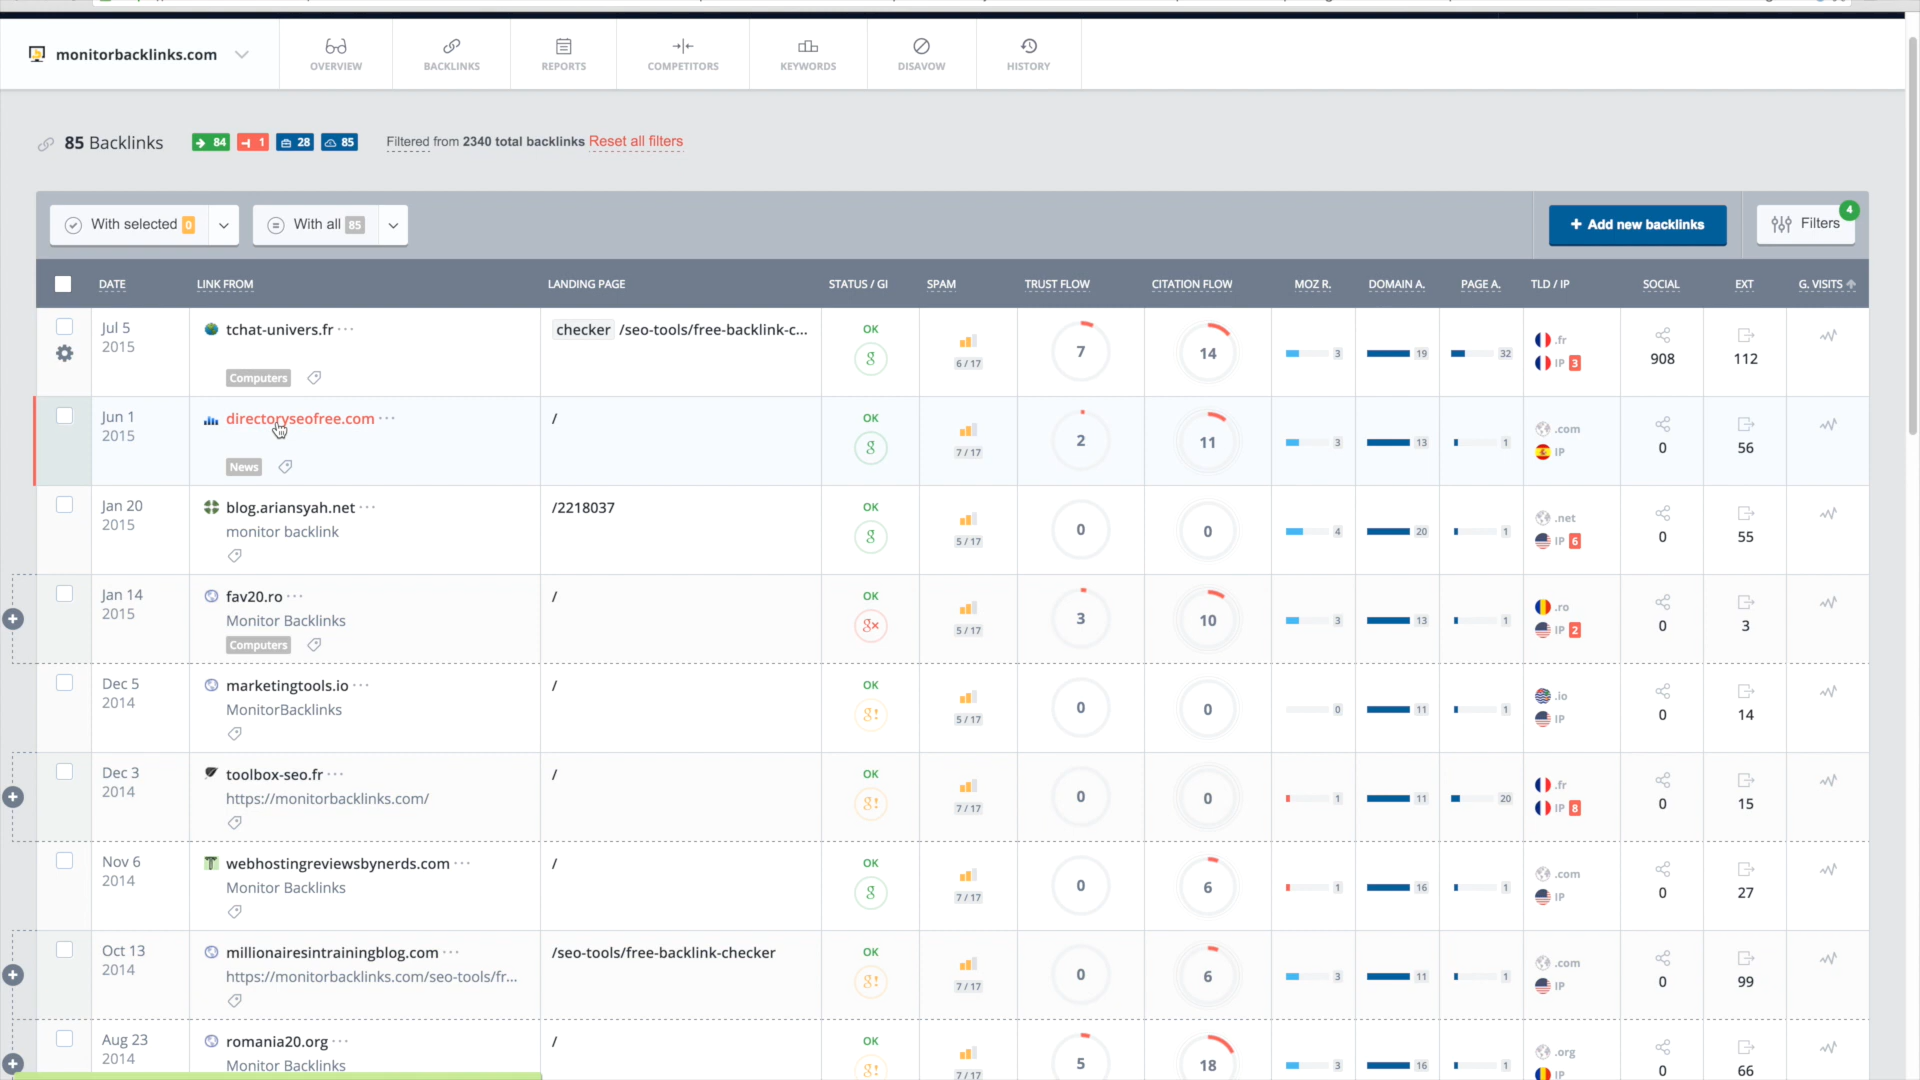 monitorbacklinks.com
OVERVIEW
BACKLINKS
REPORTS
COMPETITORS
KEYWORDS
DISAVOW
HISTORY
85 Backlinks 84 1 28 85 Filtered from 2340 total backlinks Reset all filters
With selected 0 With all 85 + Add new backlinks Filters 4
DATE LINK FROM LANDING PAGE STATUS / GI SPAM TRUST FLOW CITATION FLOW MOZ R. DOMAIN A. PAGE A. TLD / IP SOCIAL EXT G. VISITS
Jul 5 2015 tchat-univers.fr ··· checker /seo-tools/free-backlink-c... OK g 6 / 17 7 14 3 19 32 .fr IP 3 908 112
Computers
Jun 1 2015 directoryseofree.com ··· / OK g 7 / 17 2 11 3 13 1 .com IP 0 56
News
Jan 20 2015 blog.ariansyah.net ··· /2218037 OK g 5 / 17 0 0 4 20 1 .net IP 6 0 55
monitor backlink
Jan 14 2015 fav20.ro ··· / OK g× 5 / 17 3 10 3 13 1 .ro IP 2 0 3
Monitor Backlinks
Computers
Dec 5 2014 marketingtools.io ··· / OK g! 5 / 17 0 0 0 11 1 .io IP 0 14
MonitorBacklinks
Dec 3 2014 toolbox-seo.fr ··· / OK g! 7 / 17 0 0 1 11 20 .fr IP 8 0 15
https://monitorbacklinks.com/
Nov 6 2014 webhostingreviewsbynerds.com ··· / OK g 7 / 17 0 6 1 16 1 .com IP 0 27
Monitor Backlinks
Oct 13 2014 millionairesintrainingblog.com ··· /seo-tools/free-backlink-checker OK g! 7 / 17 0 6 3 11 1 .com IP 0 99
https://monitorbacklinks.com/seo-tools/fr...
Aug 23 2014 romania20.org ··· / OK g! 7 / 17 5 18 3 16 1 .org IP 0 66
Monitor Backlinks